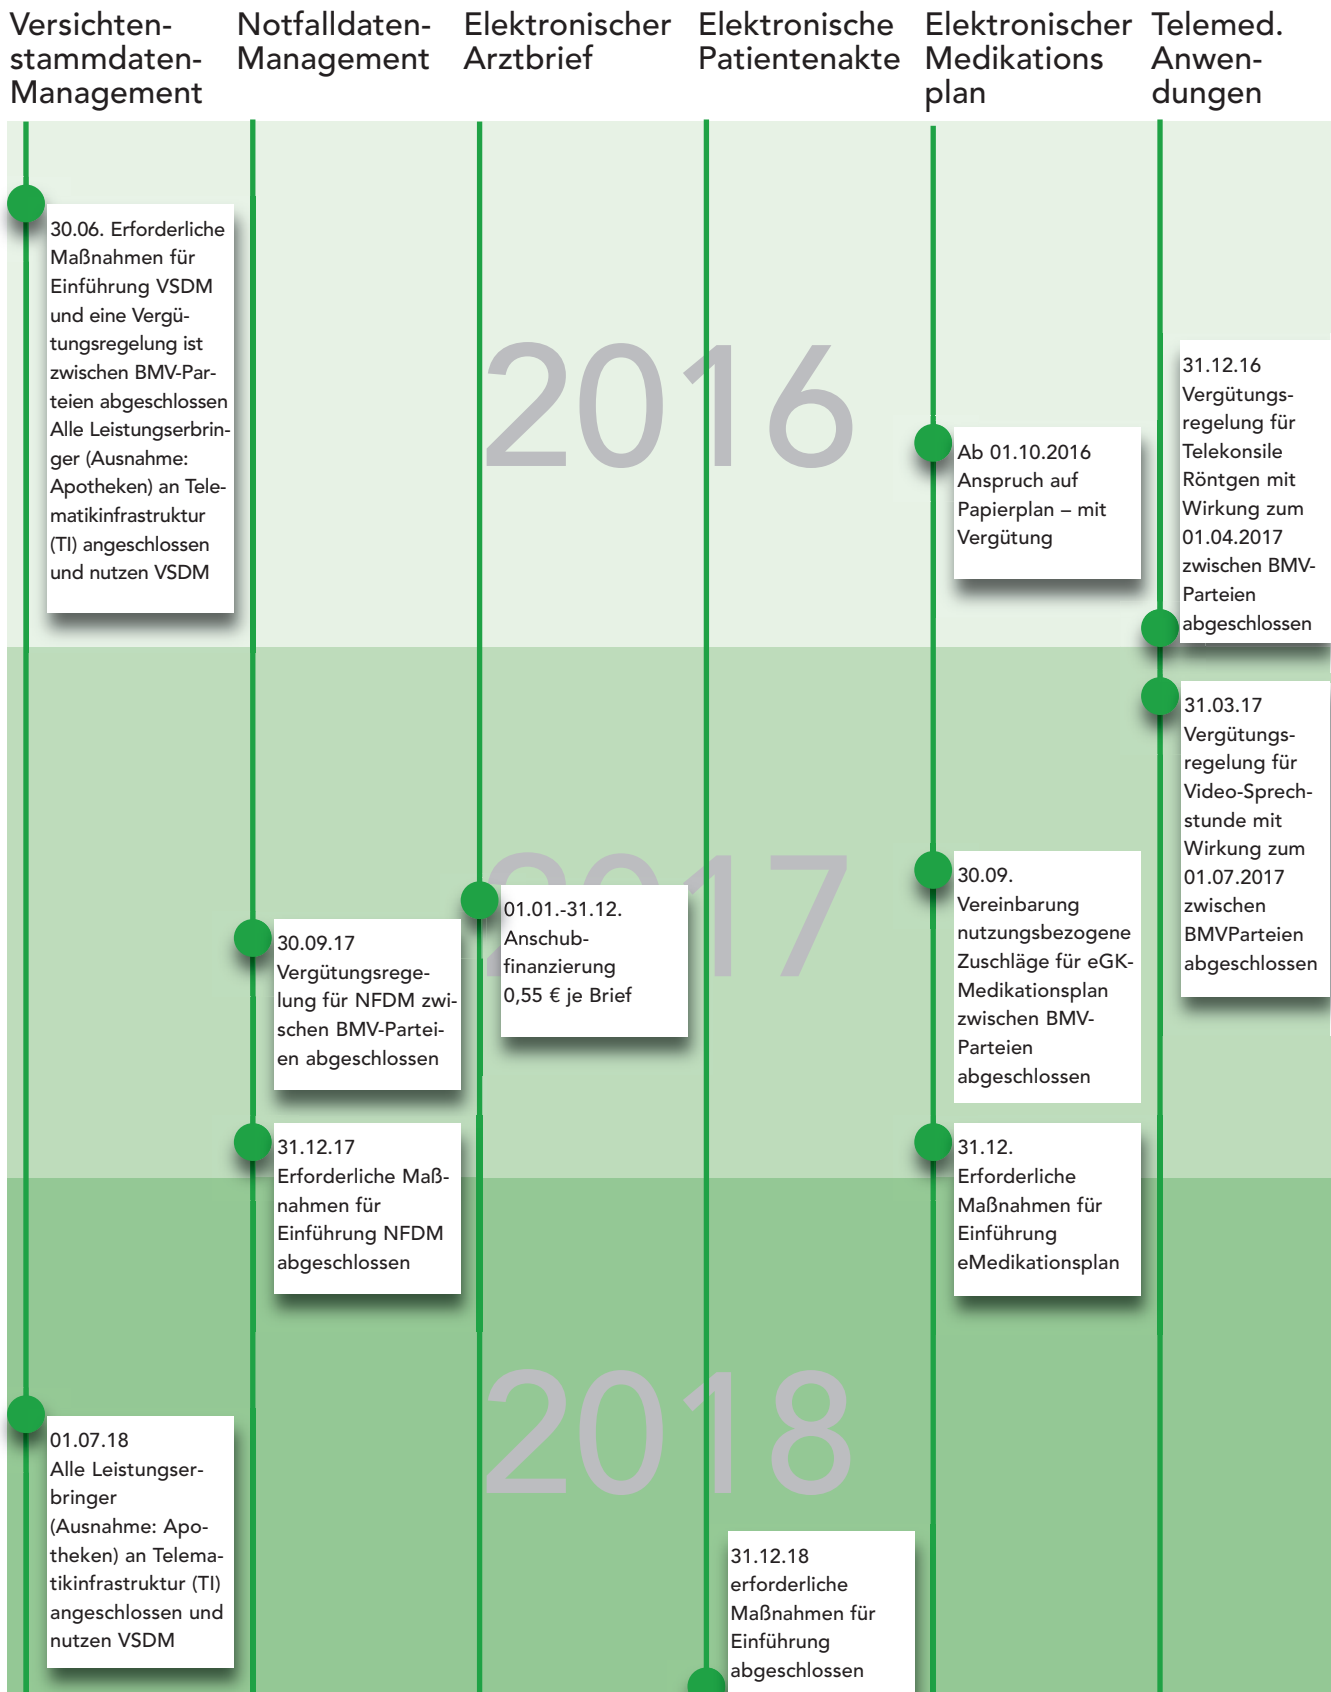 Versichten-
stammdaten-
Management
Notfalldaten-
Management
Elektronischer
Arztbrief
Elektronische
Patientenakte
Elektronischer
Medikations
plan
Telemed.
Anwen-
dungen
2016
30.06. Erforderliche
Maßnahmen für
Einführung VSDM
und eine Vergü-
tungsregelung ist
zwischen BMV-Par-
teien abgeschlossen
Alle Leistungserbrin-
ger (Ausnahme:
Apotheken) an Tele-
matikinfrastruktur
(TI) angeschlossen
und nutzen VSDM
Ab 01.10.2016
Anspruch auf
Papierplan – mit
Vergütung
31.12.16
Vergütungs-
regelung für
Telekonsile
Röntgen mit
Wirkung zum
01.04.2017
zwischen BMV-
Parteien
abgeschlossen
2017
30.09.17
Vergütungsrege-
lung für NFDM zwi-
schen BMV-Partei-
en abgeschlossen
31.12.17
Erforderliche Maß-
nahmen für
Einführung NFDM
abgeschlossen
01.01.-31.12.
Anschub-
finanzierung
0,55 € je Brief
30.09.
Vereinbarung
nutzungsbezogene
Zuschläge für eGK-
Medikationsplan
zwischen BMV-
Parteien
abgeschlossen
31.12.
Erforderliche
Maßnahmen für
Einführung
eMedikationsplan
31.03.17
Vergütungs-
regelung für
Video-Sprech-
stunde mit
Wirkung zum
01.07.2017
zwischen
BMVParteien
abgeschlossen
2018
01.07.18
Alle Leistungser-
bringer
(Ausnahme: Apo-
theken) an Telema-
tikinfrastruktur (TI)
angeschlossen und
nutzen VSDM
31.12.18
erforderliche
Maßnahmen für
Einführung
abgeschlossen